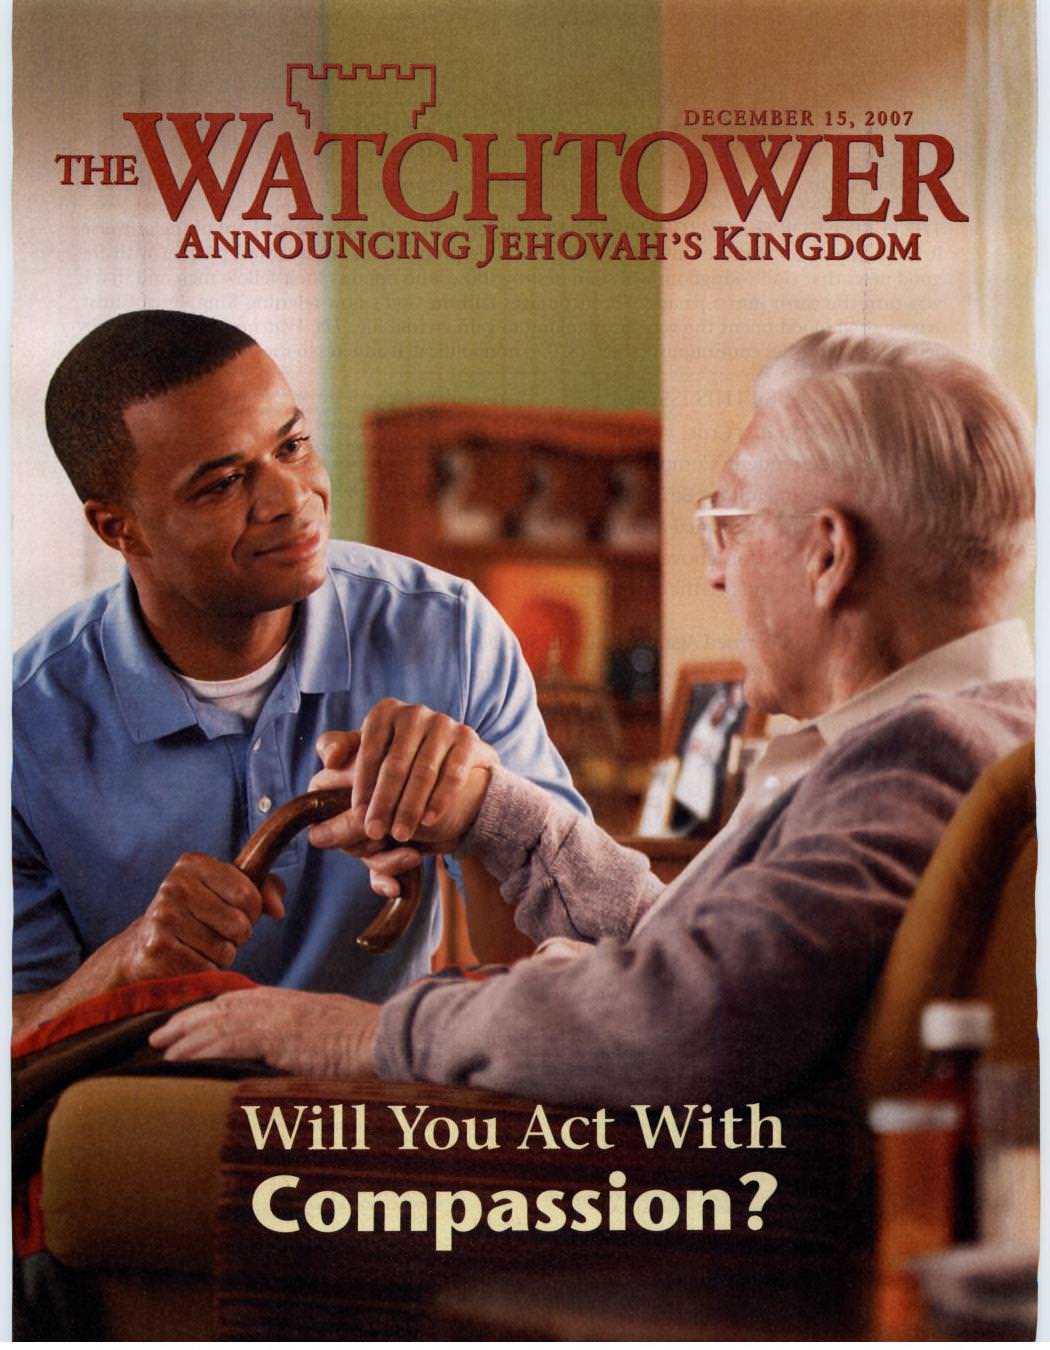 DECEMBER 15, 2007
THE WATCHTOWER
ANNOUNCING JEHOVAH'S KINGDOM
Will You Act With
Compassion?